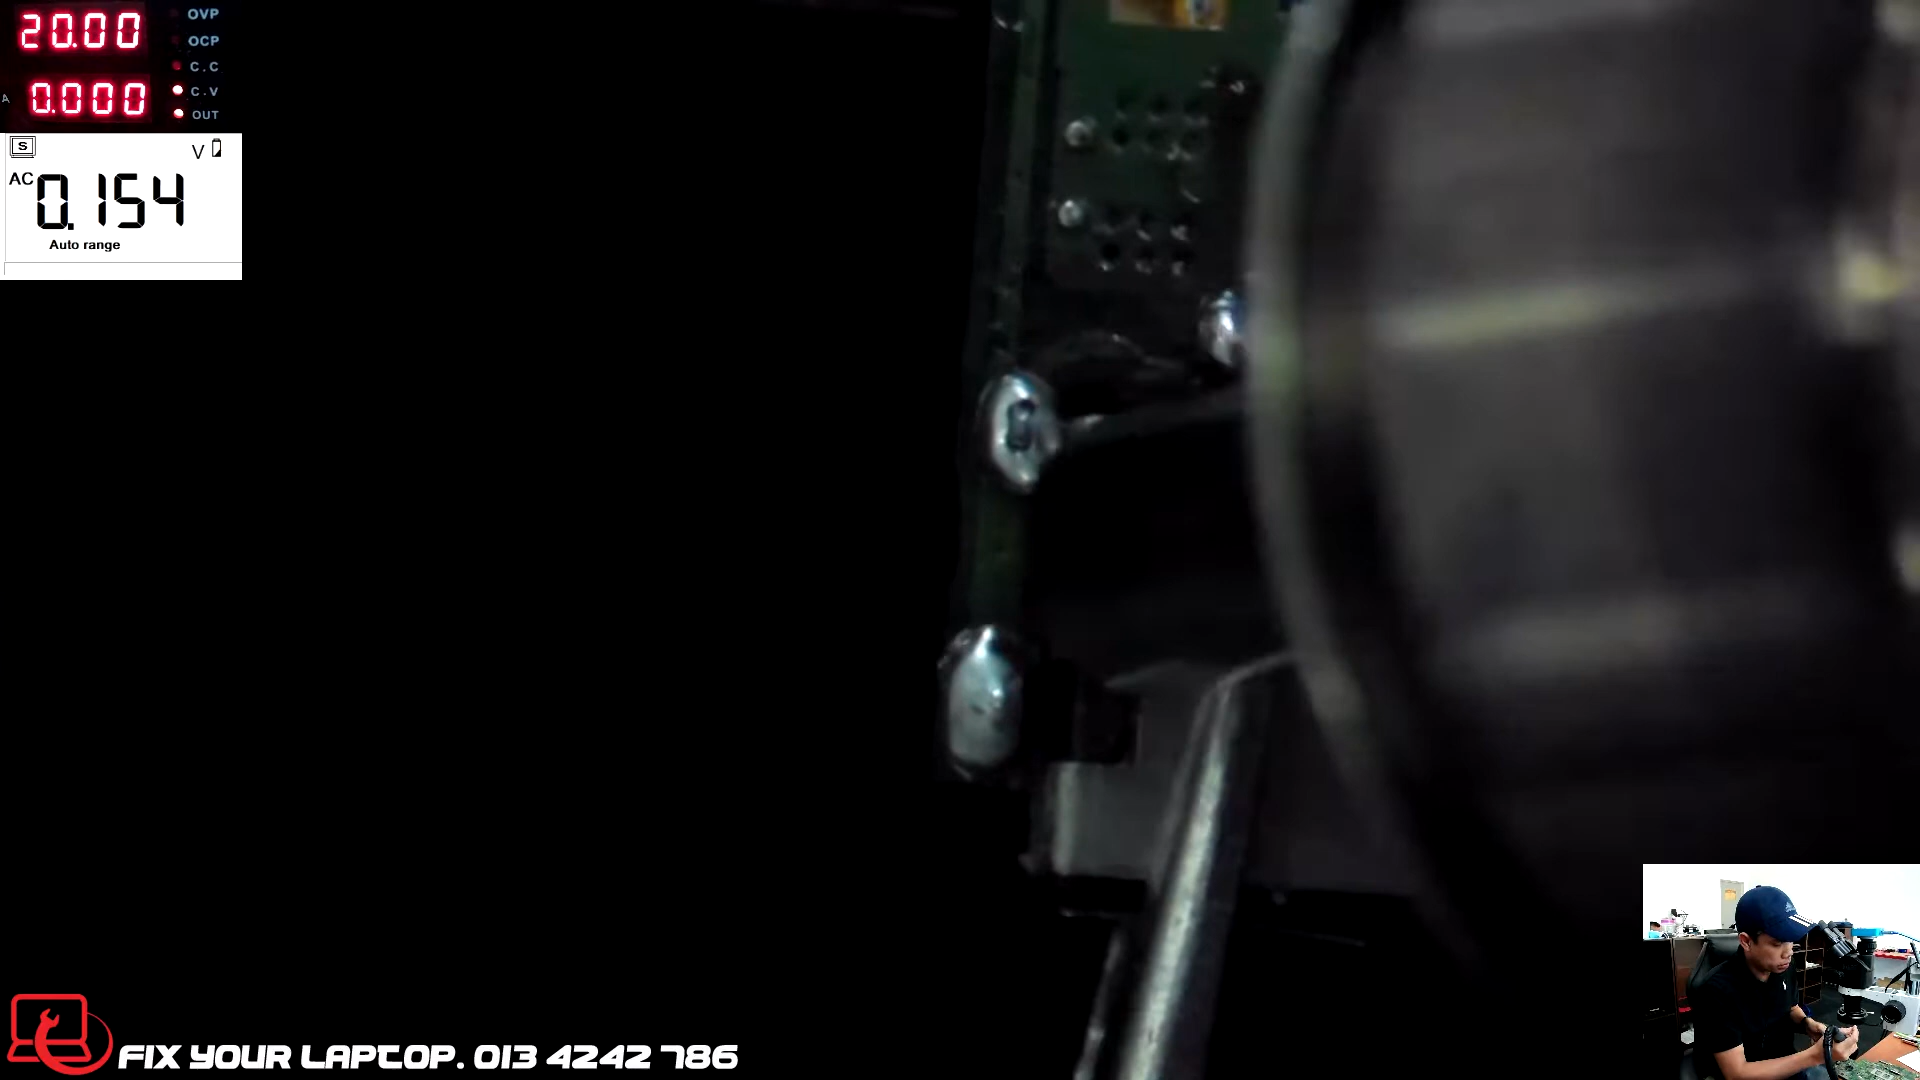 20.00
OVP
OCP
C.C
A 0.000
C.V
OUT
S
V
AC 0.154
Auto range
FIX YOUR LAPTOP. 013 4242 786